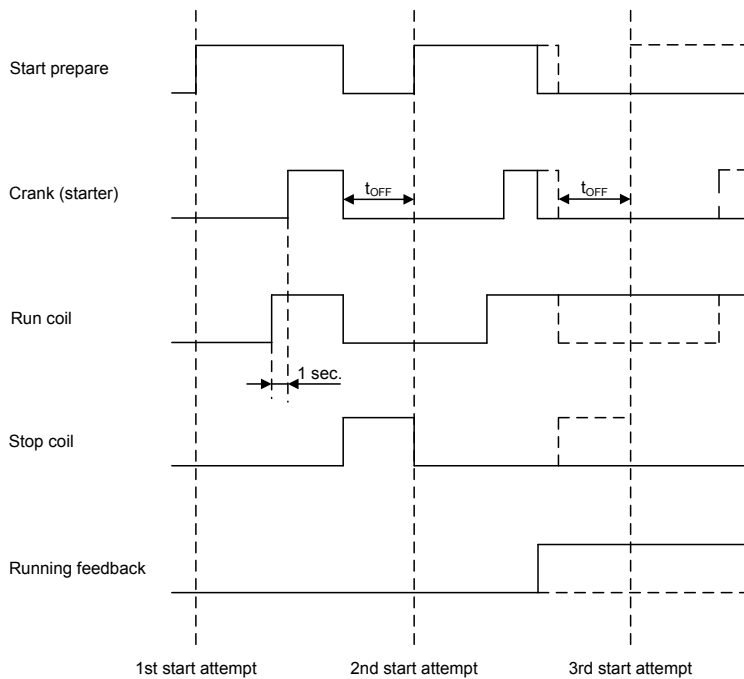 Start prepare
Crank (starter)
tOFF
tOFF
Run coil
1 sec.
Stop coil
Running feedback
1st start attempt
2nd start attempt
3rd start attempt